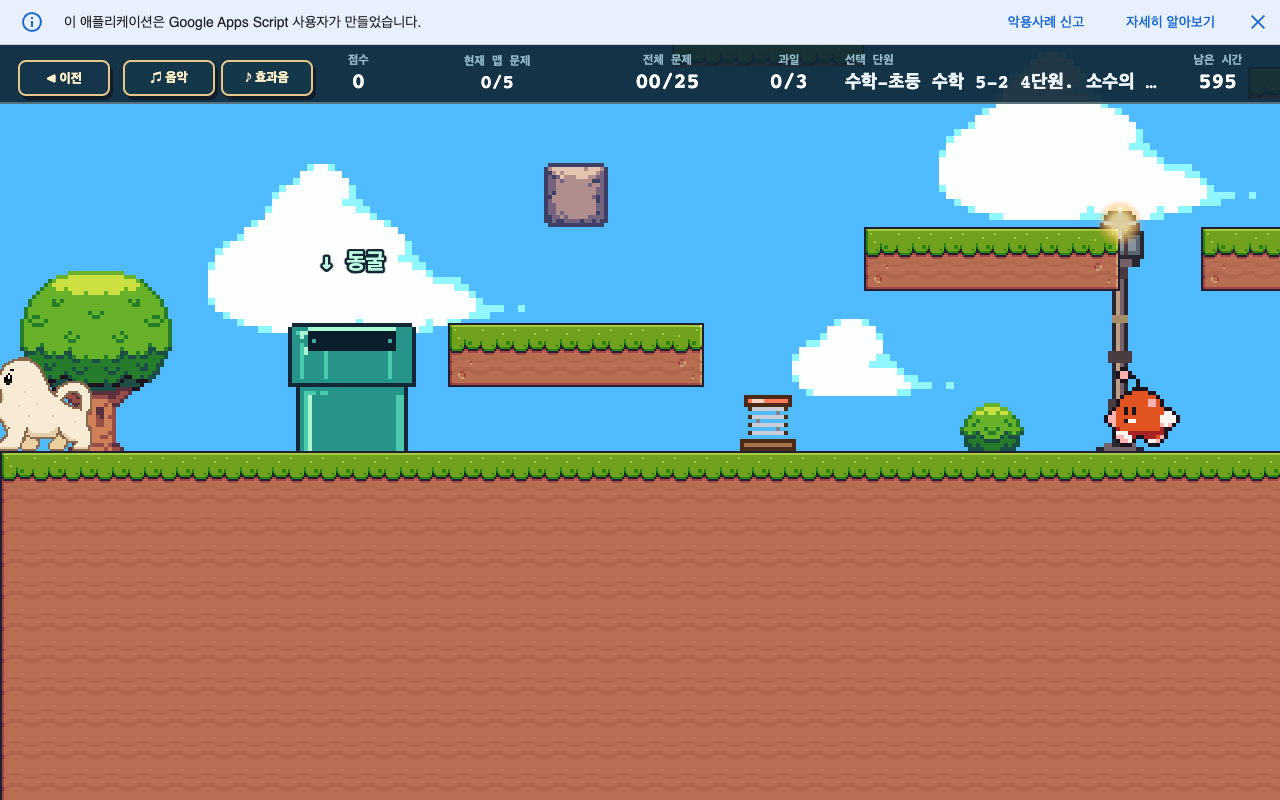 이 애플리케이션은 Google Apps Script 사용자가 만들었습니다.
악용사례 신고
자세히 알아보기
◀ 이전
♫ 음악
♪ 효과음
점수
0
현재 맵 문제
0/5
전체 문제
00/25
과일
0/3
선택 단원
수학-초등 수학 5-2 4단원. 소수의 …
남은 시간
595
↓ 동굴